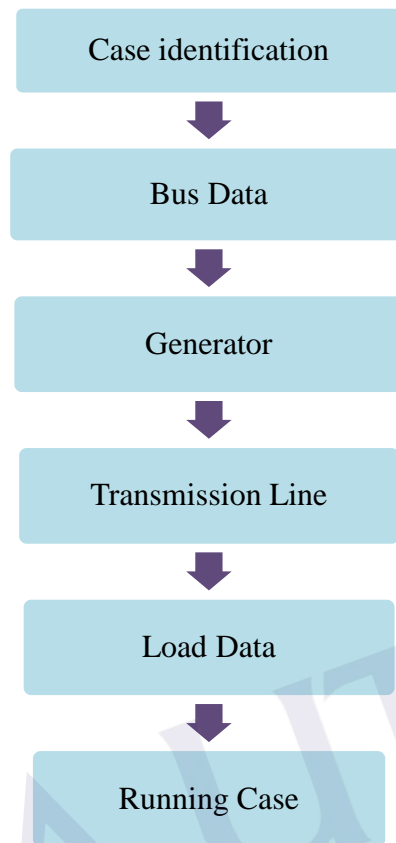 Case identification
Bus Data
Generator
Transmission Line
Load Data
Running Case